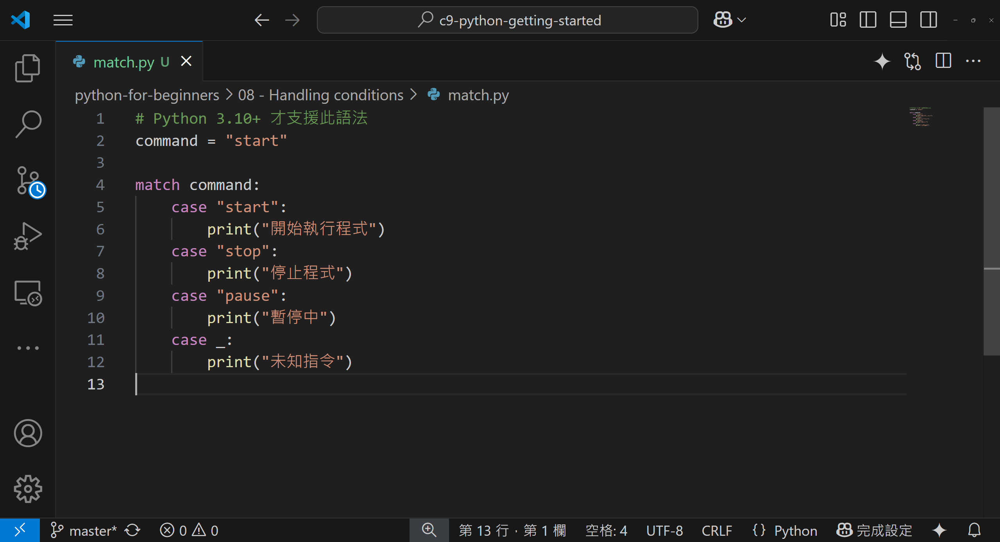 c9-python-getting-started
match.py U
python-for-beginners > 08 - Handling conditions > match.py
1 # Python 3.10+ 才支援此語法
2 command = "start"
3
4 match command:
5     case "start":
6         print("開始執行程式")
7     case "stop":
8         print("停止程式")
9     case "pause":
10         print("暫停中")
11     case _:
12         print("未知指令")
13
master* 0 0 第 13 行，第 1 欄 空格: 4 UTF-8 CRLF {} Python 完成設定